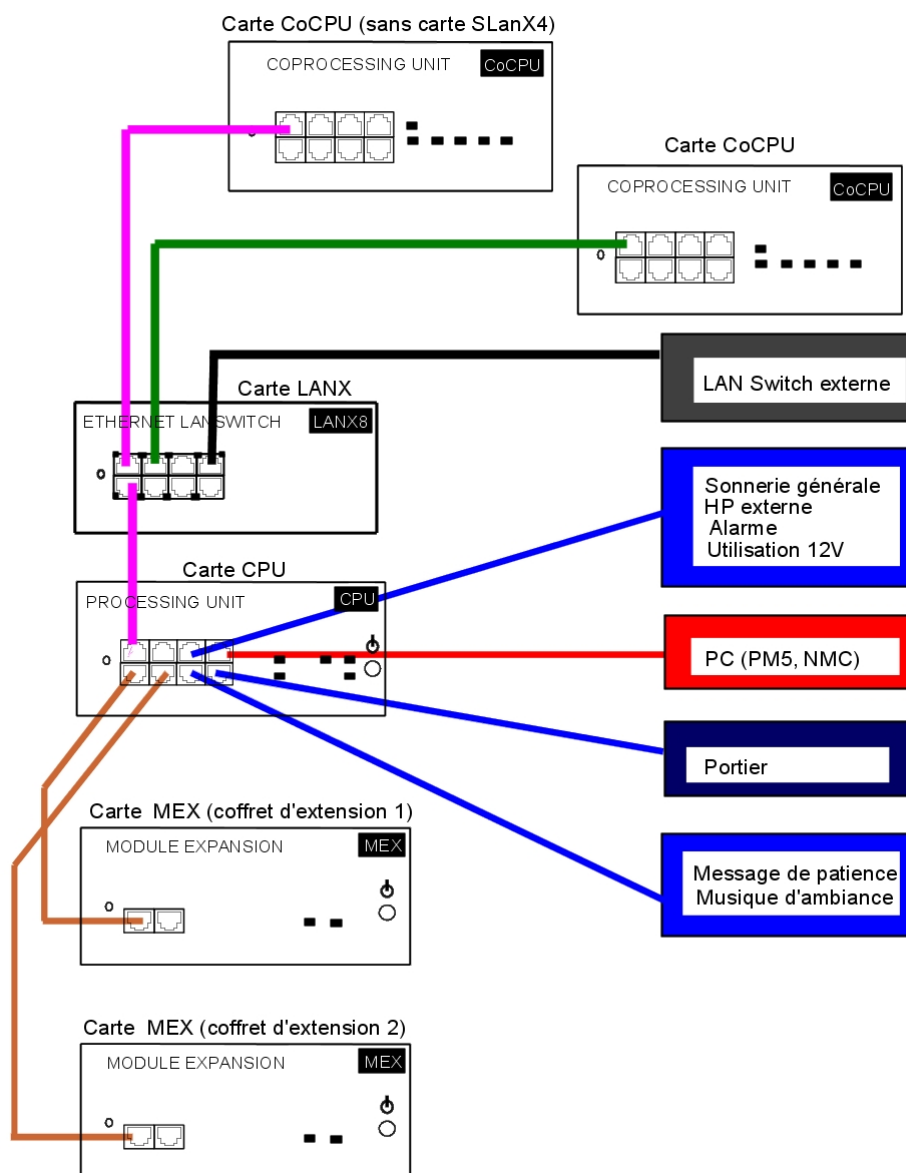 Carte CoCPU (sans carte SLanX4)
COPROCESSING UNIT
CoCPU
Carte CoCPU
COPROCESSING UNIT
CoCPU
LAN Switch externe
Carte LANX
ETHERNET LANSWITCH
LANX8
Sonnerie générale
HP externe
Alarme
Utilisation 12V
Carte CPU
PROCESSING UNIT
CPU
PC (PM5, NMC)
Portier
Carte MEX (coffret d'extension 1)
MODULE EXPANSION
MEX
Message de patience
Musique d'ambiance
Carte MEX (coffret d'extension 2)
MODULE EXPANSION
MEX